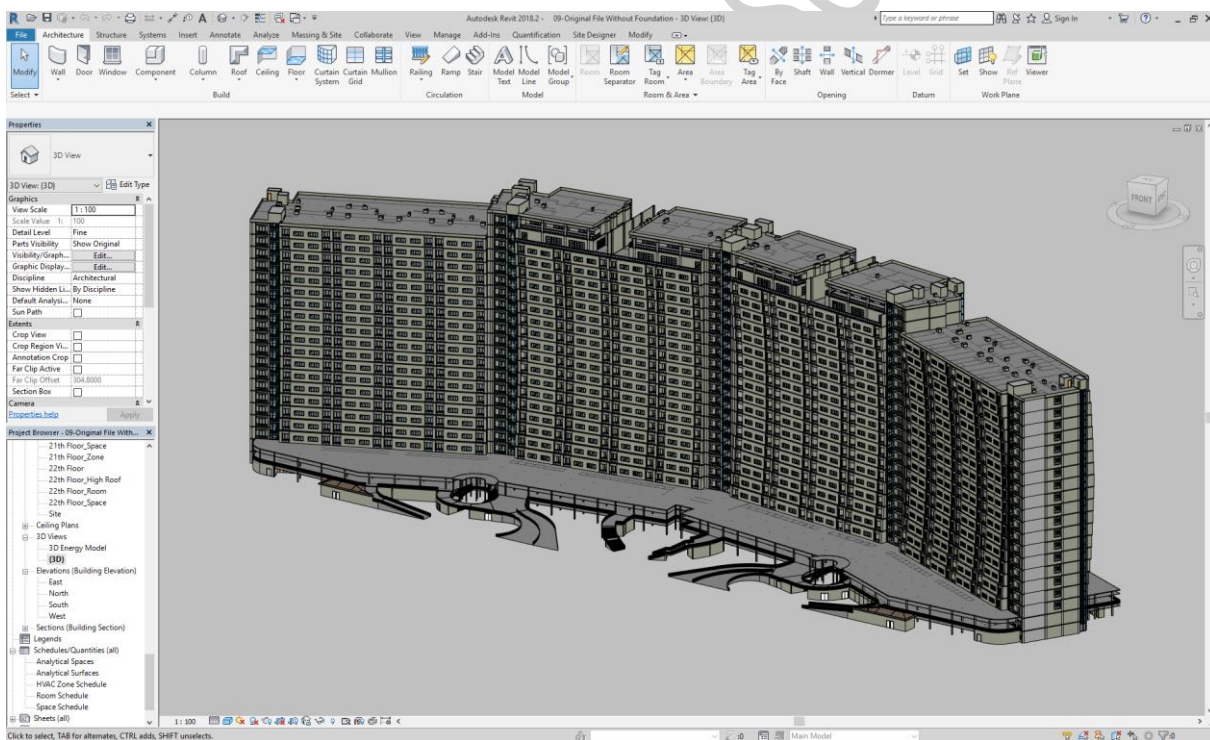 Autodesk Revit 2018.2 - 09-Original File Without Foundation - 3D View: {3D}
Type a keyword or phrase
Sign In
File Architecture Structure Systems Insert Annotate Analyze Massing & Site Collaborate View Manage Add-Ins Quantification Site Designer Modify
Modify Wall Door Window Component Column Roof Ceiling Floor Curtain System Curtain Grid Mullion Railing Ramp Stair Model Text Model Line Model Group Room Room Separator Tag Room Area Area Boundary Tag Area By Face Shaft Wall Vertical Dormer Level Grid Set Show Ref Plane Viewer
Select Build Circulation Model Room & Area Opening Datum Work Plane
Properties
3D View
3D View: {3D} Edit Type
Graphics
View Scale 1 : 100
Scale Value 1: 100
Detail Level Fine
Parts Visibility Show Original
Visibility/Graph... Edit...
Graphic Display... Edit...
Discipline Architectural
Show Hidden Li... By Discipline
Default Analysi... None
Sun Path
Extents
Crop View
Crop Region Vi...
Annotation Crop
Far Clip Active
Far Clip Offset 304.8000
Section Box
Camera
Properties help Apply
FRONT
Project Browser - 09-Original File With...
21th Floor_Space
21th Floor_Zone
22th Floor
22th Floor_High Roof
22th Floor_Room
22th Floor_Space
Site
Ceiling Plans
3D Views
3D Energy Model
{3D}
Elevations (Building Elevation)
East
North
South
West
Sections (Building Section)
Legends
Schedules/Quantities (all)
Analytical Spaces
Analytical Surfaces
HVAC Zone Schedule
Room Schedule
Space Schedule
Sheets (all)
1 : 100
Click to select, TAB for alternates, CTRL adds, SHIFT unselects.
:0
Main Model
:0